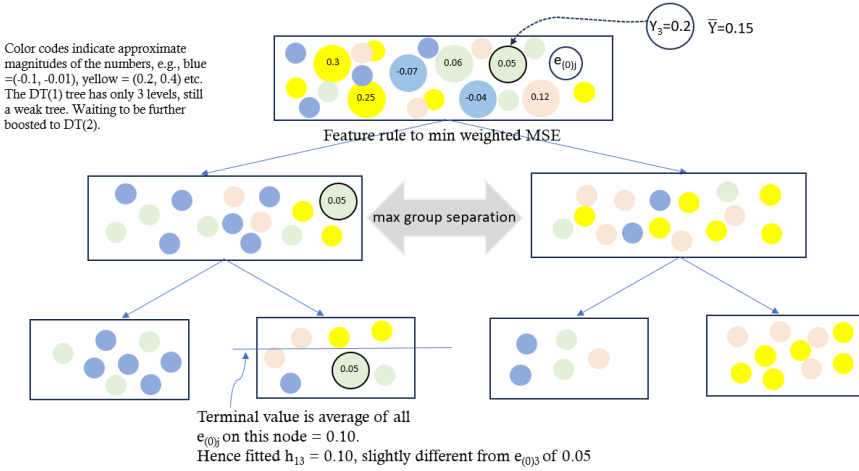 Y₃=0.2
Y̅=0.15
Color codes indicate approximate
magnitudes of the numbers, e.g., blue
=(-0.1, -0.01), yellow = (0.2, 0.4) etc.
The DT(1) tree has only 3 levels, still
a weak tree. Waiting to be further
boosted to DT(2).
0.3
-0.07
0.06
0.05
e₍₀₎j
0.25
-0.04
0.12
Feature rule to min weighted MSE
0.05
max group separation
0.05
Terminal value is average of all
e₍₀₎j on this node = 0.10.
Hence fitted h₁₃ = 0.10, slightly different from e₍₀₎₃ of 0.05